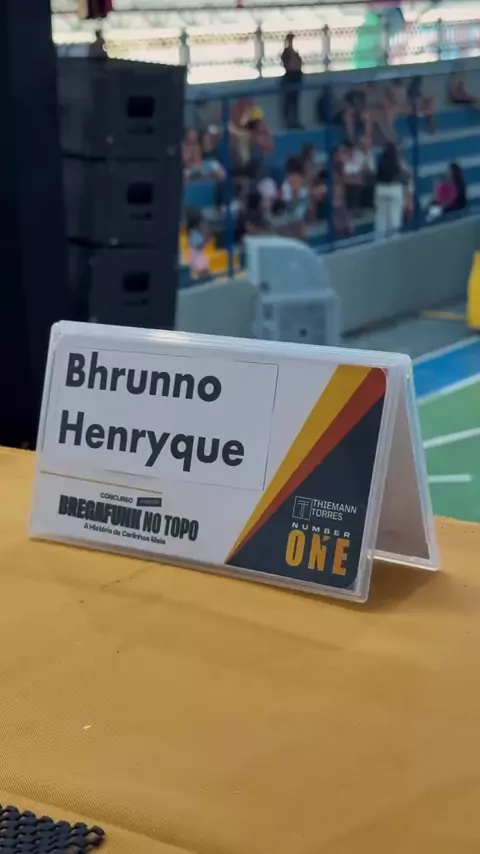 Bhrunno
Henryque
CONCURSO
BREGAFUNK NO TOPO
A História de Carlinhos Maia
THIEMANN
TORRES
NUMBER
ONE